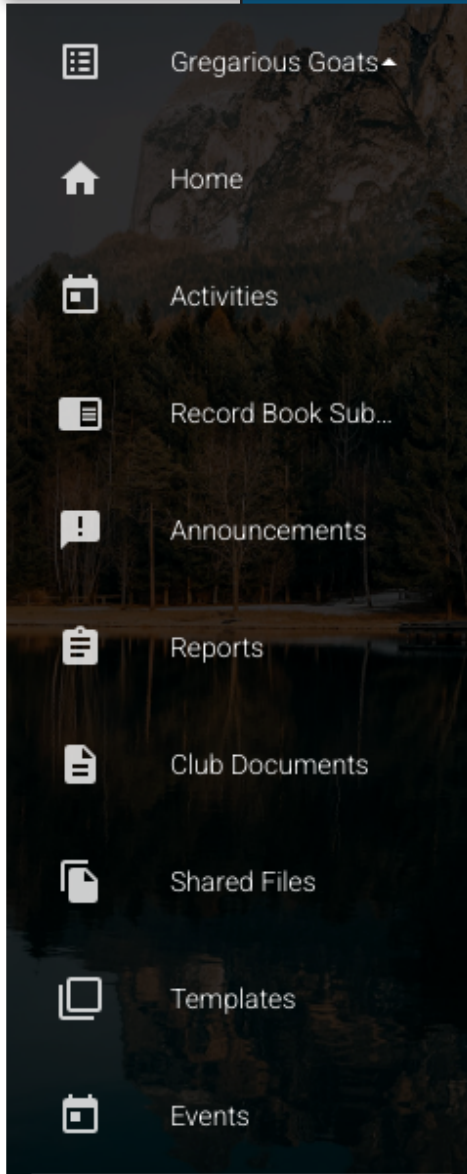 Gregarious Goats
Home
Activities
Record Book Sub...
Announcements
Reports
Club Documents
Shared Files
Templates
Events